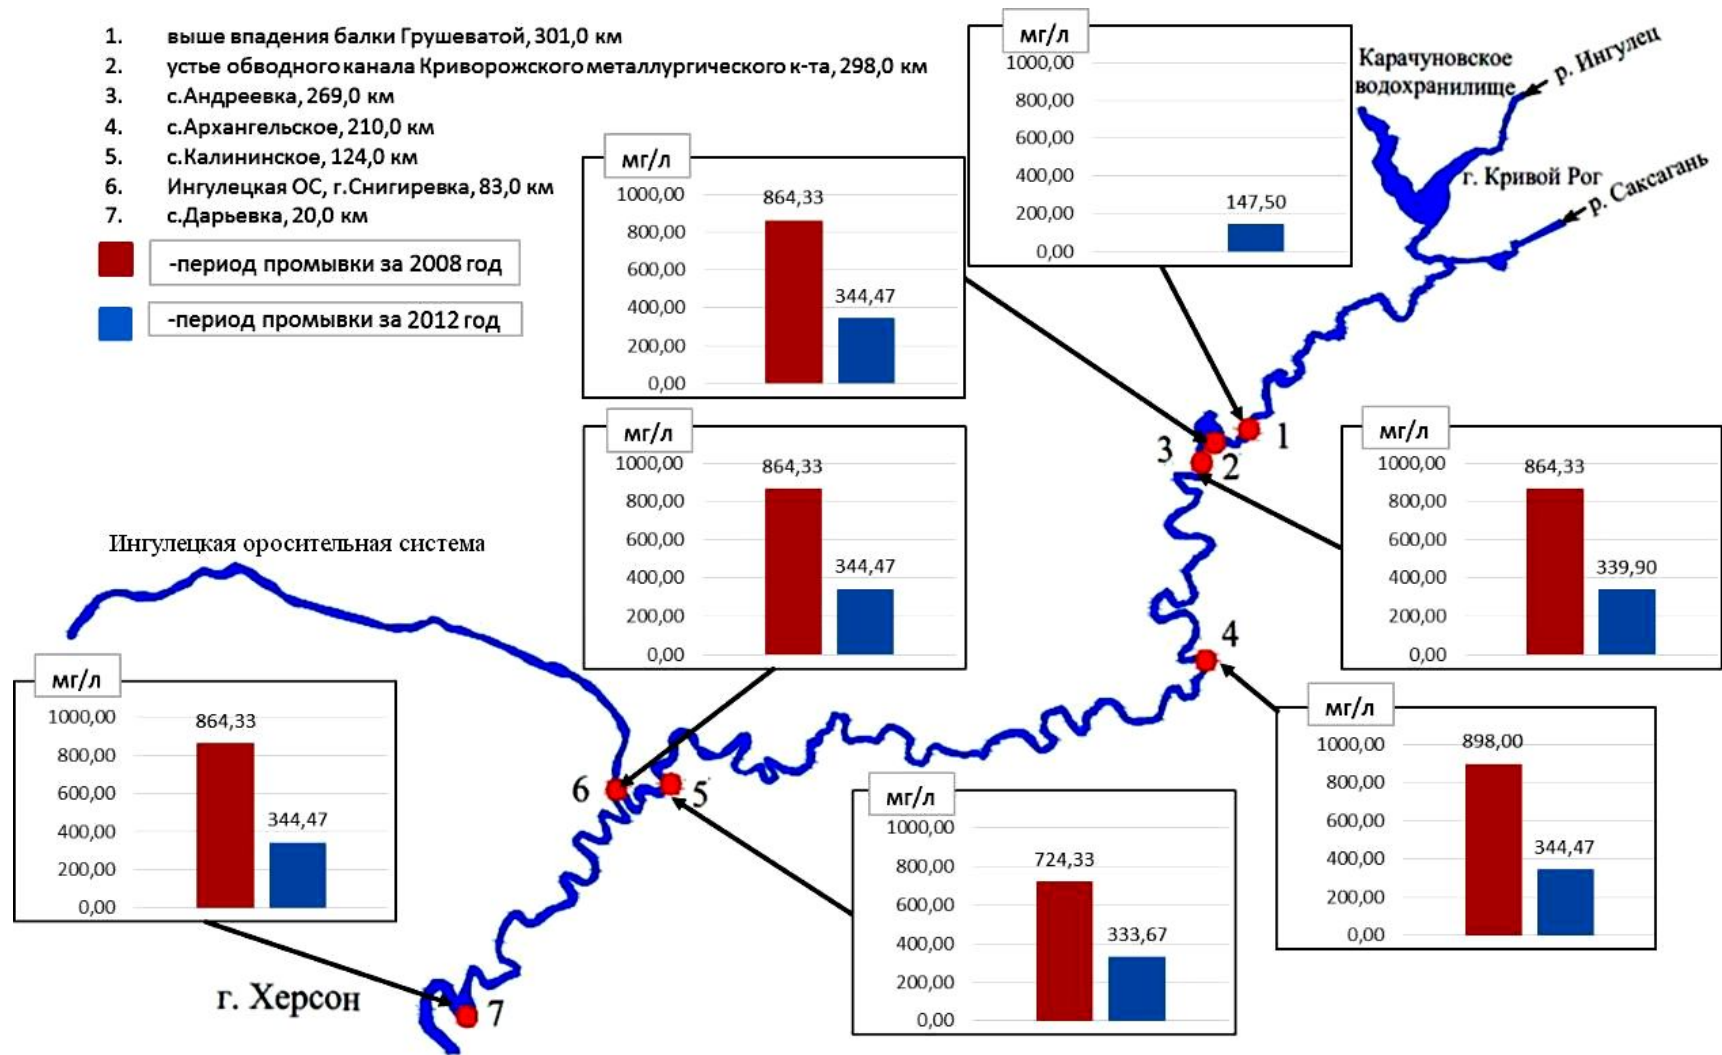 1. выше впадения балки Грушеватой, 301,0 км
2. устье обводного канала Криворожского металлургического к-та, 298,0 км
3. с.Андреевка, 269,0 км
4. с.Архангельское, 210,0 км
5. с.Калининское, 124,0 км
6. Ингулецкая ОС, г.Снигиревка, 83,0 км
7. с.Дарьевка, 20,0 км
-период промывки за 2008 год
-период промывки за 2012 год
мг/л
1000,00
800,00
600,00
400,00
200,00
0,00
147,50
Карачуновское
водохранилище
р. Ингулец
г. Кривой Рог
р. Саксагань
мг/л
1000,00
800,00
600,00
400,00
200,00
0,00
864,33
344,47
1
2
3
мг/л
1000,00
800,00
600,00
400,00
200,00
0,00
864,33
344,47
мг/л
1000,00
800,00
600,00
400,00
200,00
0,00
864,33
339,90
Ингулецкая оросительная система
4
мг/л
1000,00
800,00
600,00
400,00
200,00
0,00
864,33
344,47
мг/л
1000,00
800,00
600,00
400,00
200,00
0,00
898,00
344,47
6
5
мг/л
1000,00
800,00
600,00
400,00
200,00
0,00
724,33
333,67
г. Херсон
7